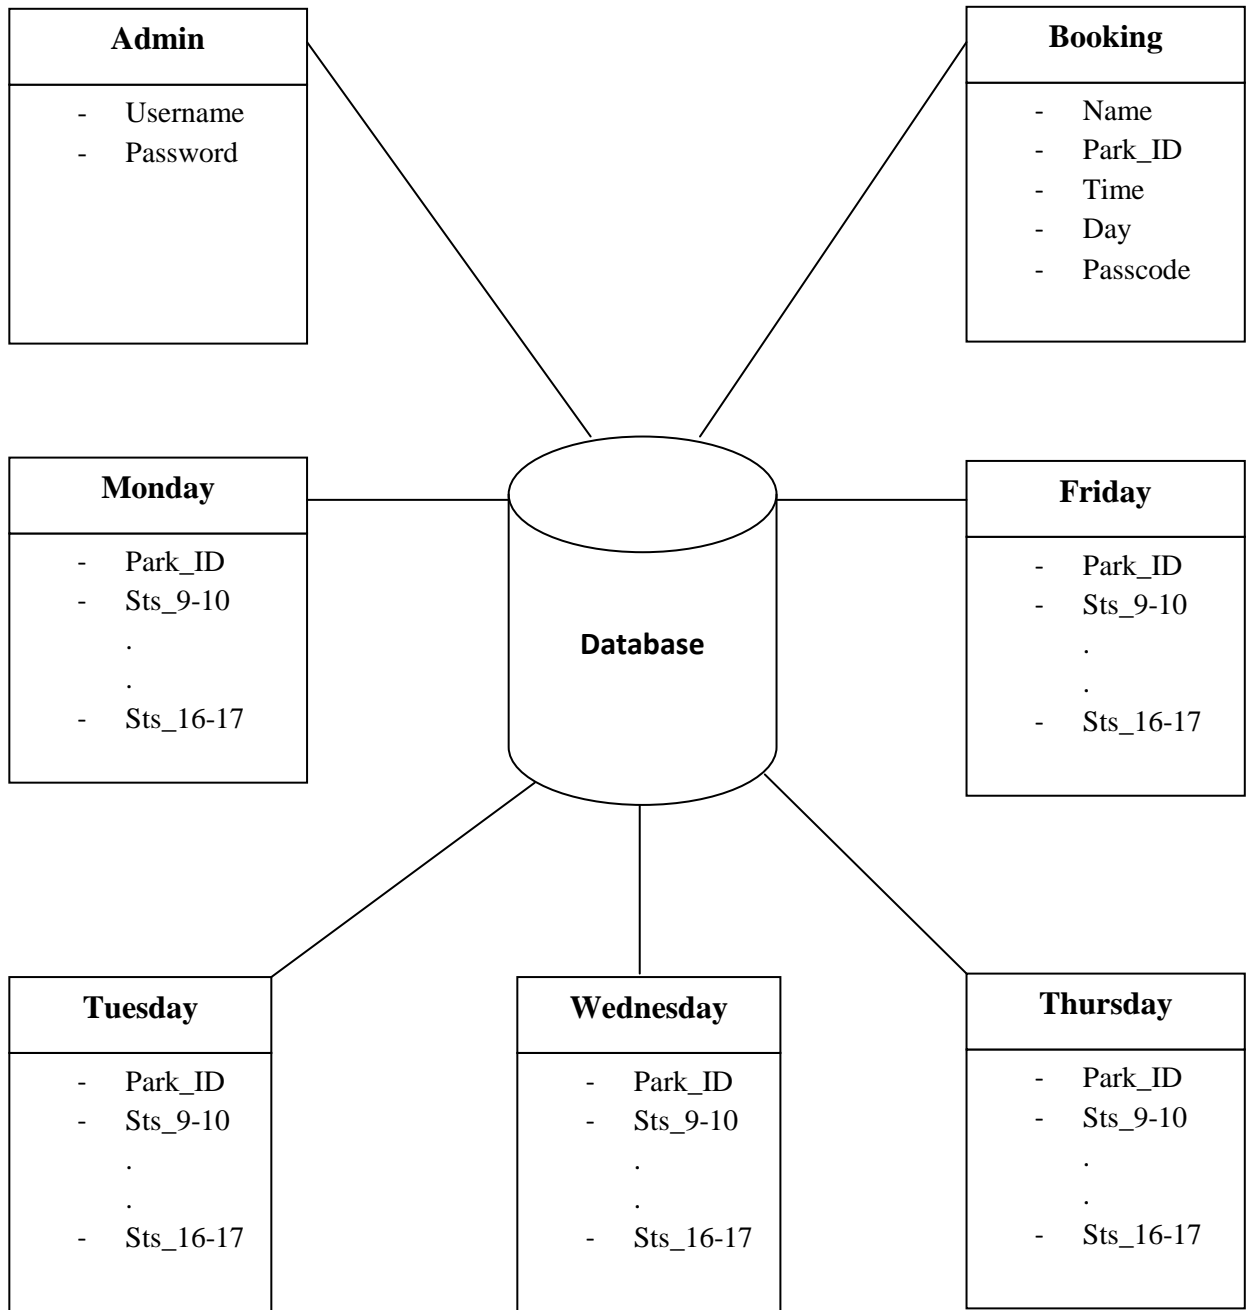 Admin
- Username
- Password
Booking
- Name
- Park_ID
- Time
- Day
- Passcode
Monday
- Park_ID
- Sts_9-10
.
.
- Sts_16-17
Database
Friday
- Park_ID
- Sts_9-10
.
.
- Sts_16-17
Tuesday
- Park_ID
- Sts_9-10
.
.
- Sts_16-17
Wednesday
- Park_ID
- Sts_9-10
.
.
- Sts_16-17
Thursday
- Park_ID
- Sts_9-10
.
.
- Sts_16-17